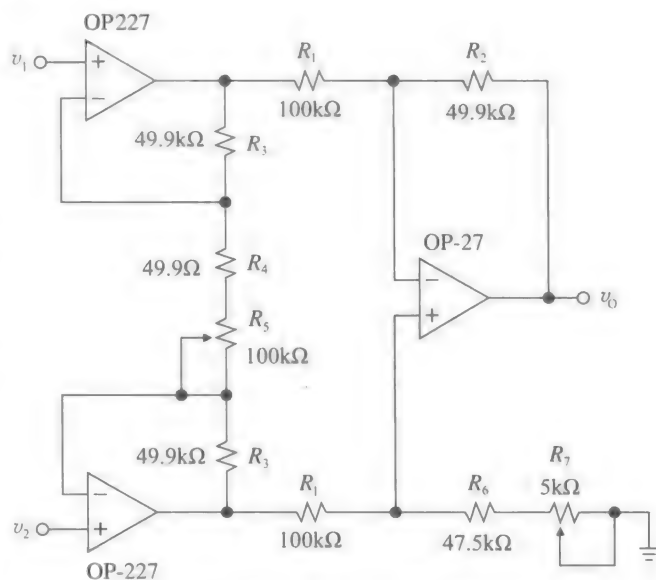 OP227
v₁
+
−
R₁
100kΩ
R₂
49.9kΩ
49.9kΩ R₃
OP-27
49.9Ω R₄
−
+
v₀
R₅
100kΩ
49.9kΩ R₃
−
+
v₂
R₁
100kΩ
R₆
47.5kΩ
R₇
5kΩ
OP-227